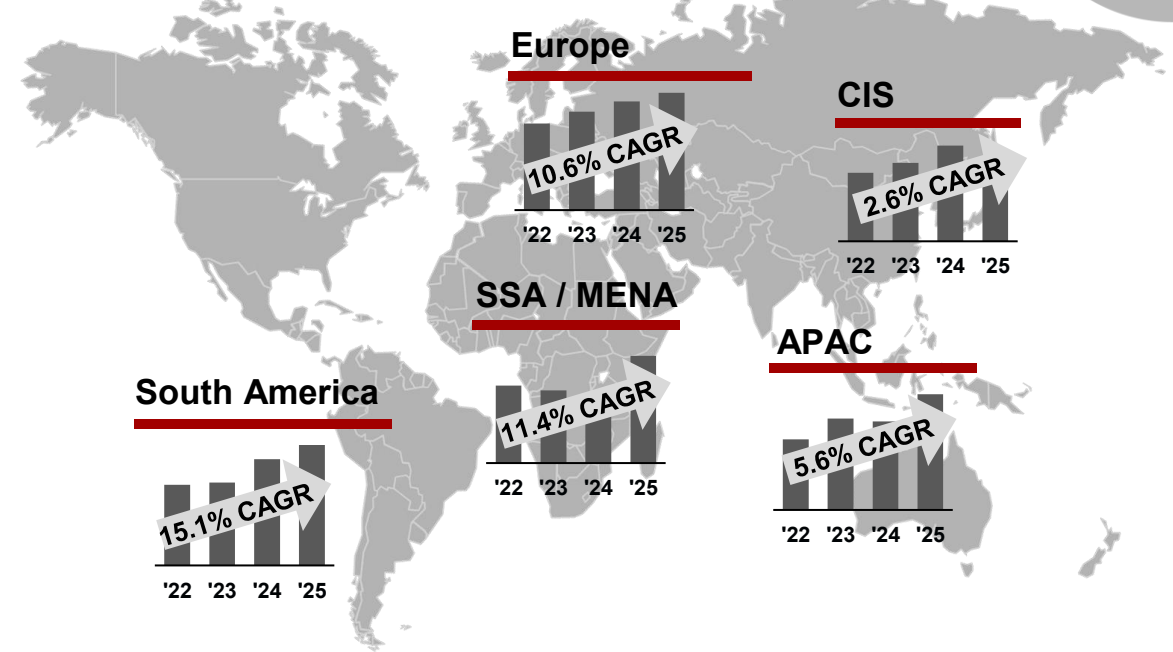 Europe
10.6% CAGR
'22 '23 '24 '25
CIS
2.6% CAGR
'22 '23 '24 '25
SSA / MENA
11.4% CAGR
'22 '23 '24 '25
APAC
5.6% CAGR
'22 '23 '24 '25
South America
15.1% CAGR
'22 '23 '24 '25